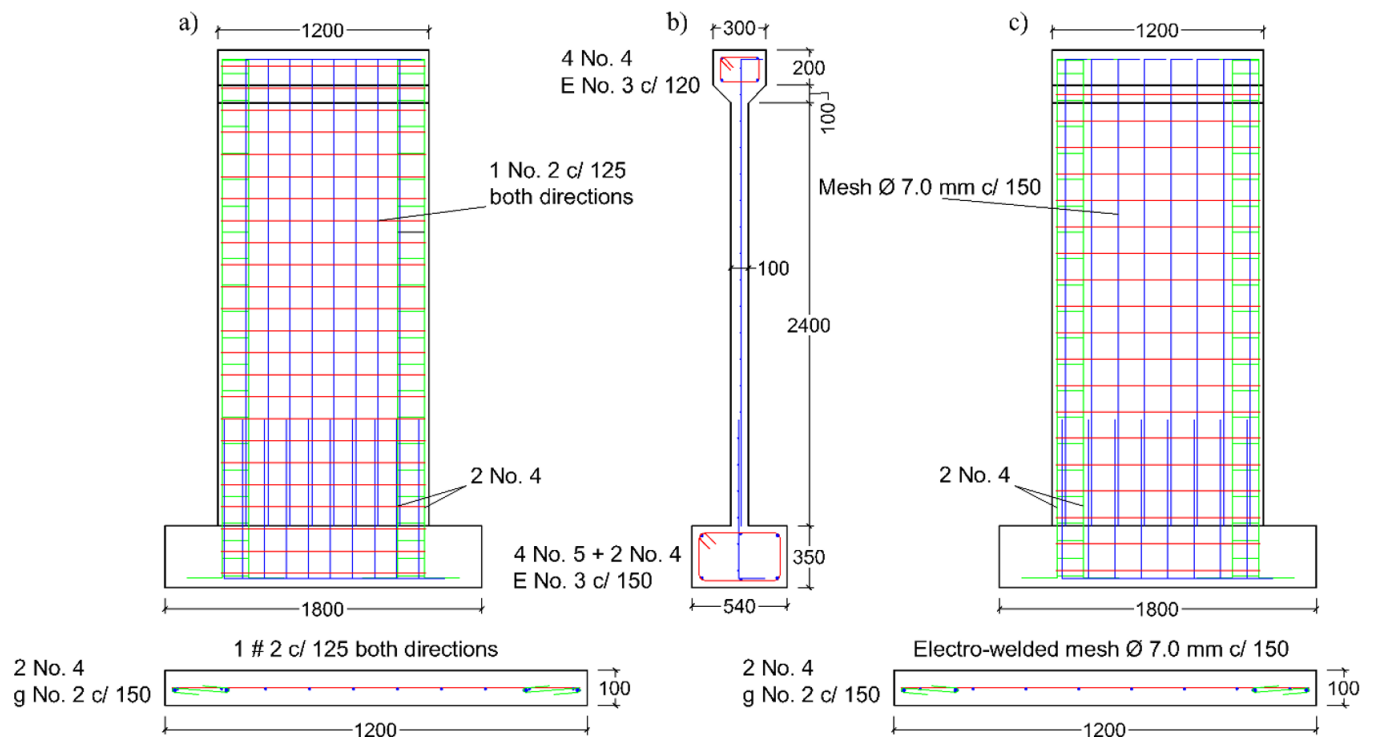 a)
1200
1 No. 2 c/ 125
both directions
2 No. 4
1800
b)
300
4 No. 4
E No. 3 c/ 120
200
100
100
2400
4 No. 5 + 2 No. 4
E No. 3 c/ 150
350
540
c)
1200
Mesh Ø 7.0 mm c/ 150
2 No. 4
1800
1 # 2 c/ 125 both directions
2 No. 4
g No. 2 c/ 150
100
1200
Electro-welded mesh Ø 7.0 mm c/ 150
2 No. 4
g No. 2 c/ 150
100
1200